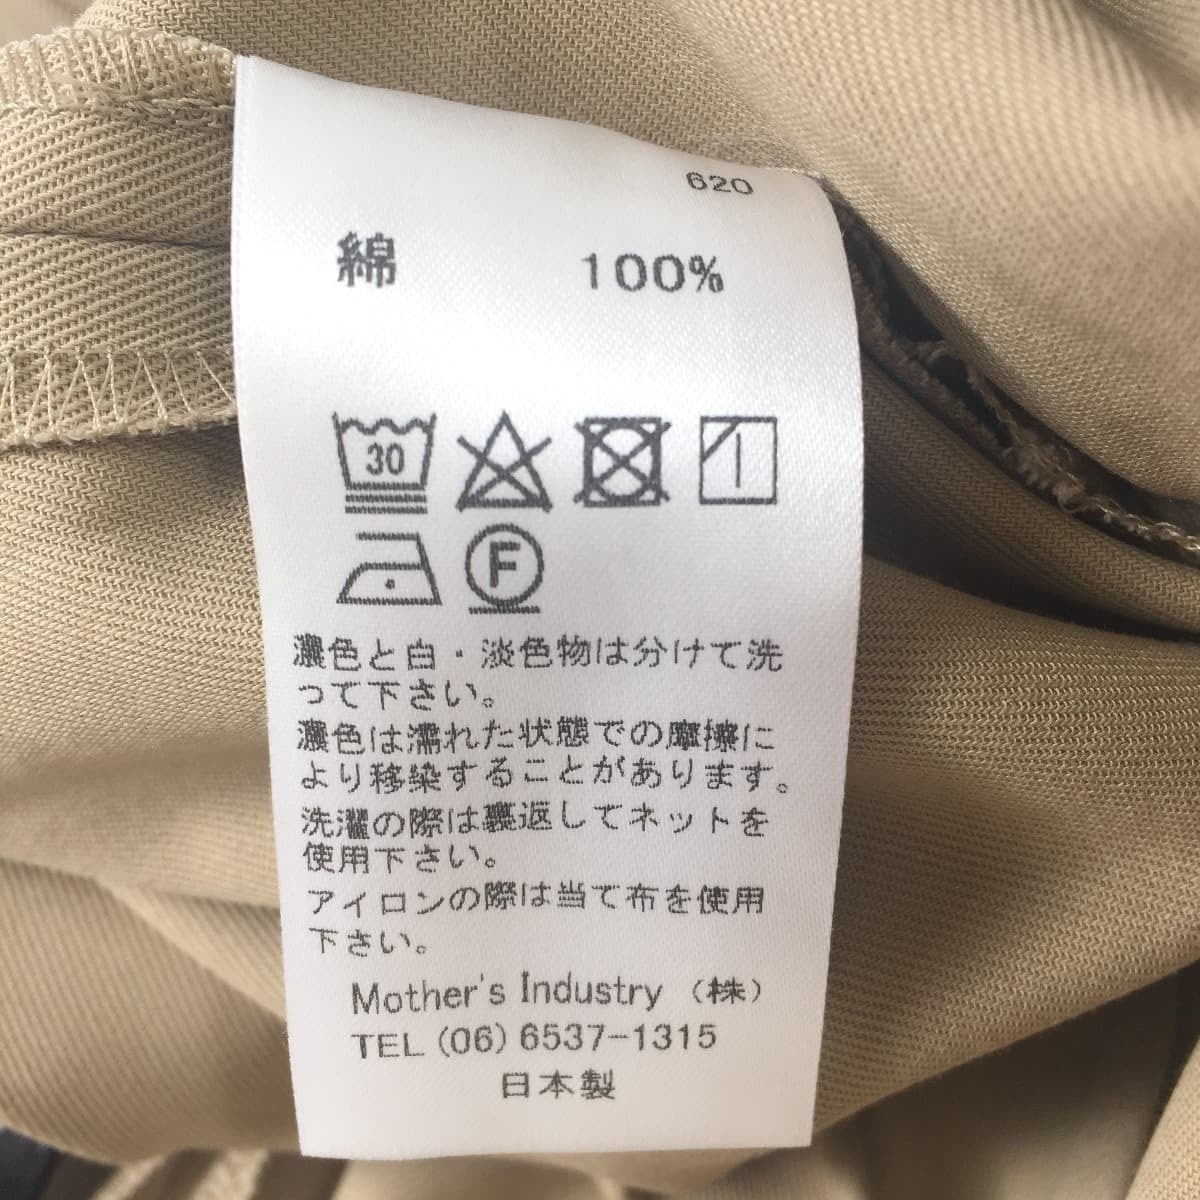 620
綿 100%
30
F
濃色と白・淡色物は分けて洗
って下さい。
濃色は濡れた状態での摩擦に
より移染することがあります。
洗濯の際は裏返してネットを
使用下さい。
アイロンの際は当て布を使用
下さい。
Mother's Industry (株)
TEL (06) 6537-1315
日本製